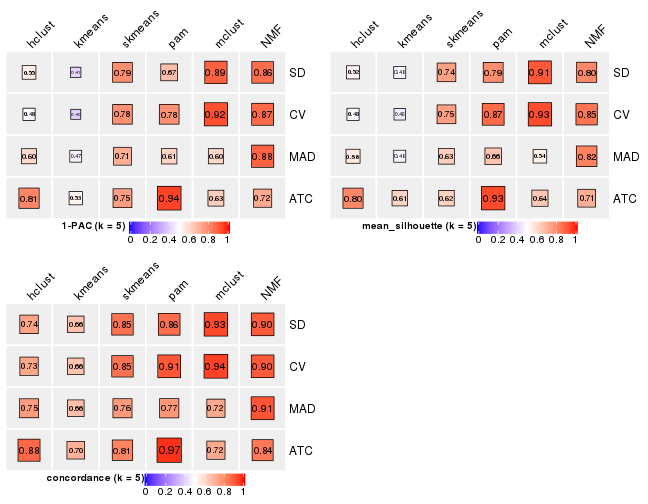 hclust kmeans skmeans pam mclust NMF
0.55 0.79 0.67 0.89 0.86 SD
0.48 0.78 0.78 0.92 0.87 CV
0.60 0.47 0.71 0.61 0.60 0.88 MAD
0.81 0.53 0.75 0.94 0.63 0.72 ATC
1-PAC (k = 5)
0 0.2 0.4 0.6 0.8 1
hclust kmeans skmeans pam mclust NMF
0.52 0.74 0.79 0.91 0.80 SD
0.48 0.75 0.87 0.93 0.85 CV
0.56 0.63 0.66 0.54 0.82 MAD
0.80 0.61 0.62 0.93 0.64 0.71 ATC
mean_silhouette (k = 5)
0 0.2 0.4 0.6 0.8 1
hclust kmeans skmeans pam mclust NMF
0.74 0.66 0.85 0.86 0.93 0.90 SD
0.73 0.66 0.85 0.91 0.94 0.90 CV
0.75 0.66 0.76 0.77 0.72 0.91 MAD
0.88 0.70 0.81 0.97 0.72 0.84 ATC
concordance (k = 5)
0 0.2 0.4 0.6 0.8 1